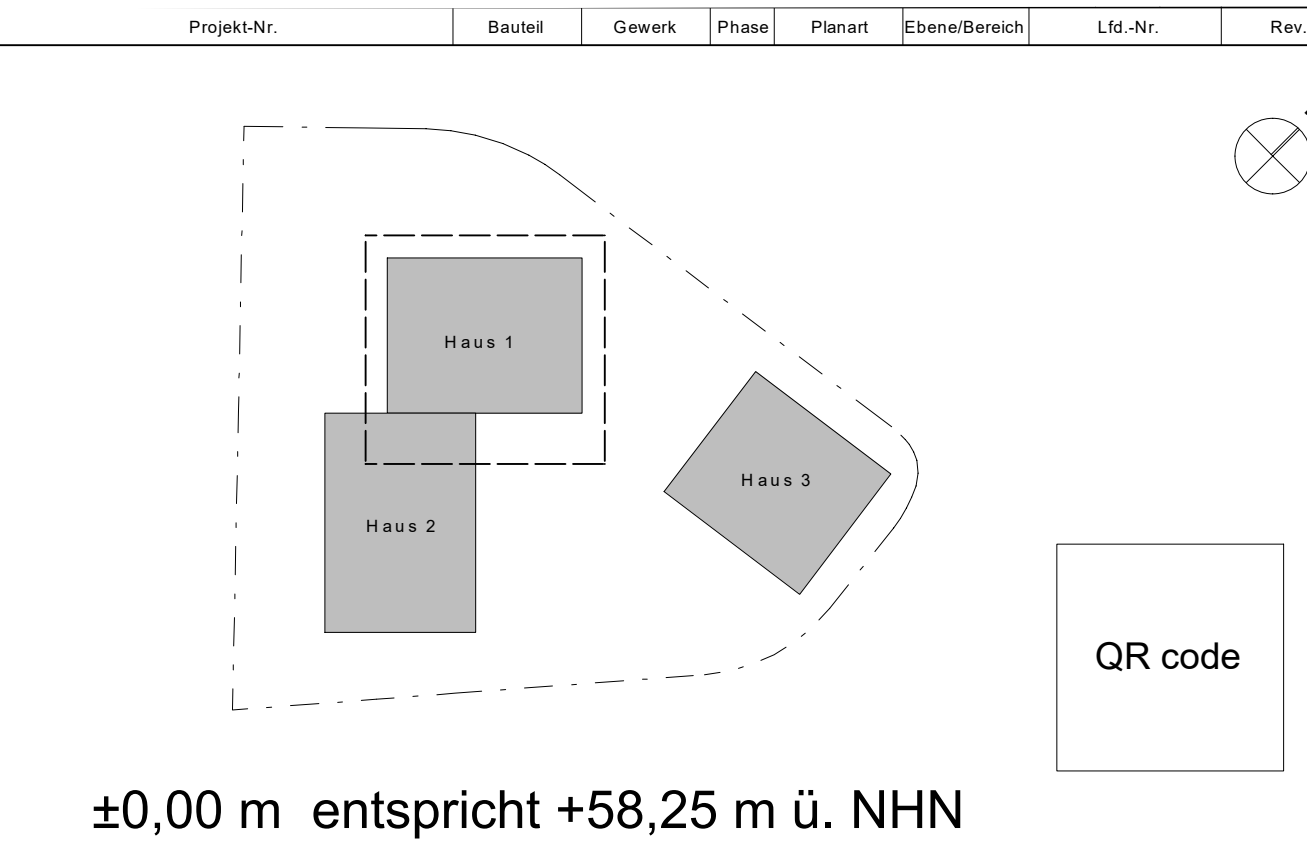 Projekt-Nr. Bauteil Gewerk Phase Planart Ebene/Bereich Lfd.-Nr. Rev.
Haus 1
Haus 3
Haus 2
QR code
±0,00 m entspricht +58,25 m ü. NHN